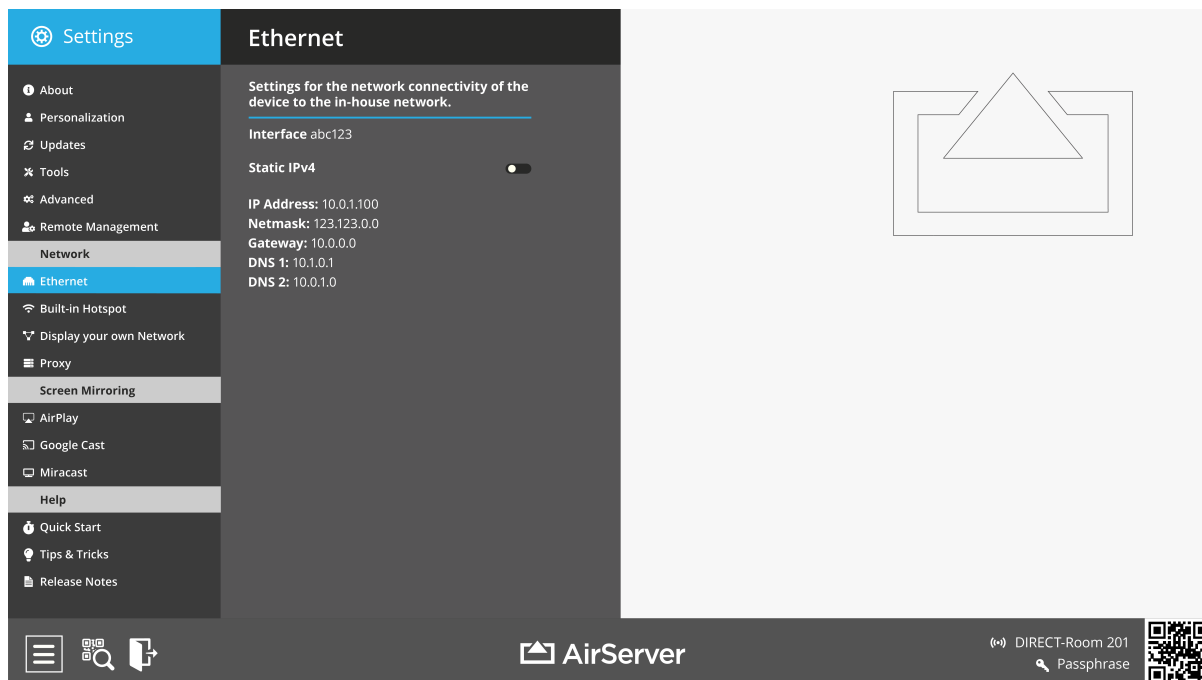 Settings
About
Personalization
Updates
Tools
Advanced
Remote Management
Network
Ethernet
Built-in Hotspot
Display your own Network
Proxy
Screen Mirroring
AirPlay
Google Cast
Miracast
Help
Quick Start
Tips & Tricks
Release Notes
Ethernet
Settings for the network connectivity of the
device to the in-house network.
Interface abc123
Static IPv4
IP Address: 10.0.1.100
Netmask: 123.123.0.0
Gateway: 10.0.0.0
DNS 1: 10.1.0.1
DNS 2: 10.0.1.0
AirServer
DIRECT-Room 201
Passphrase